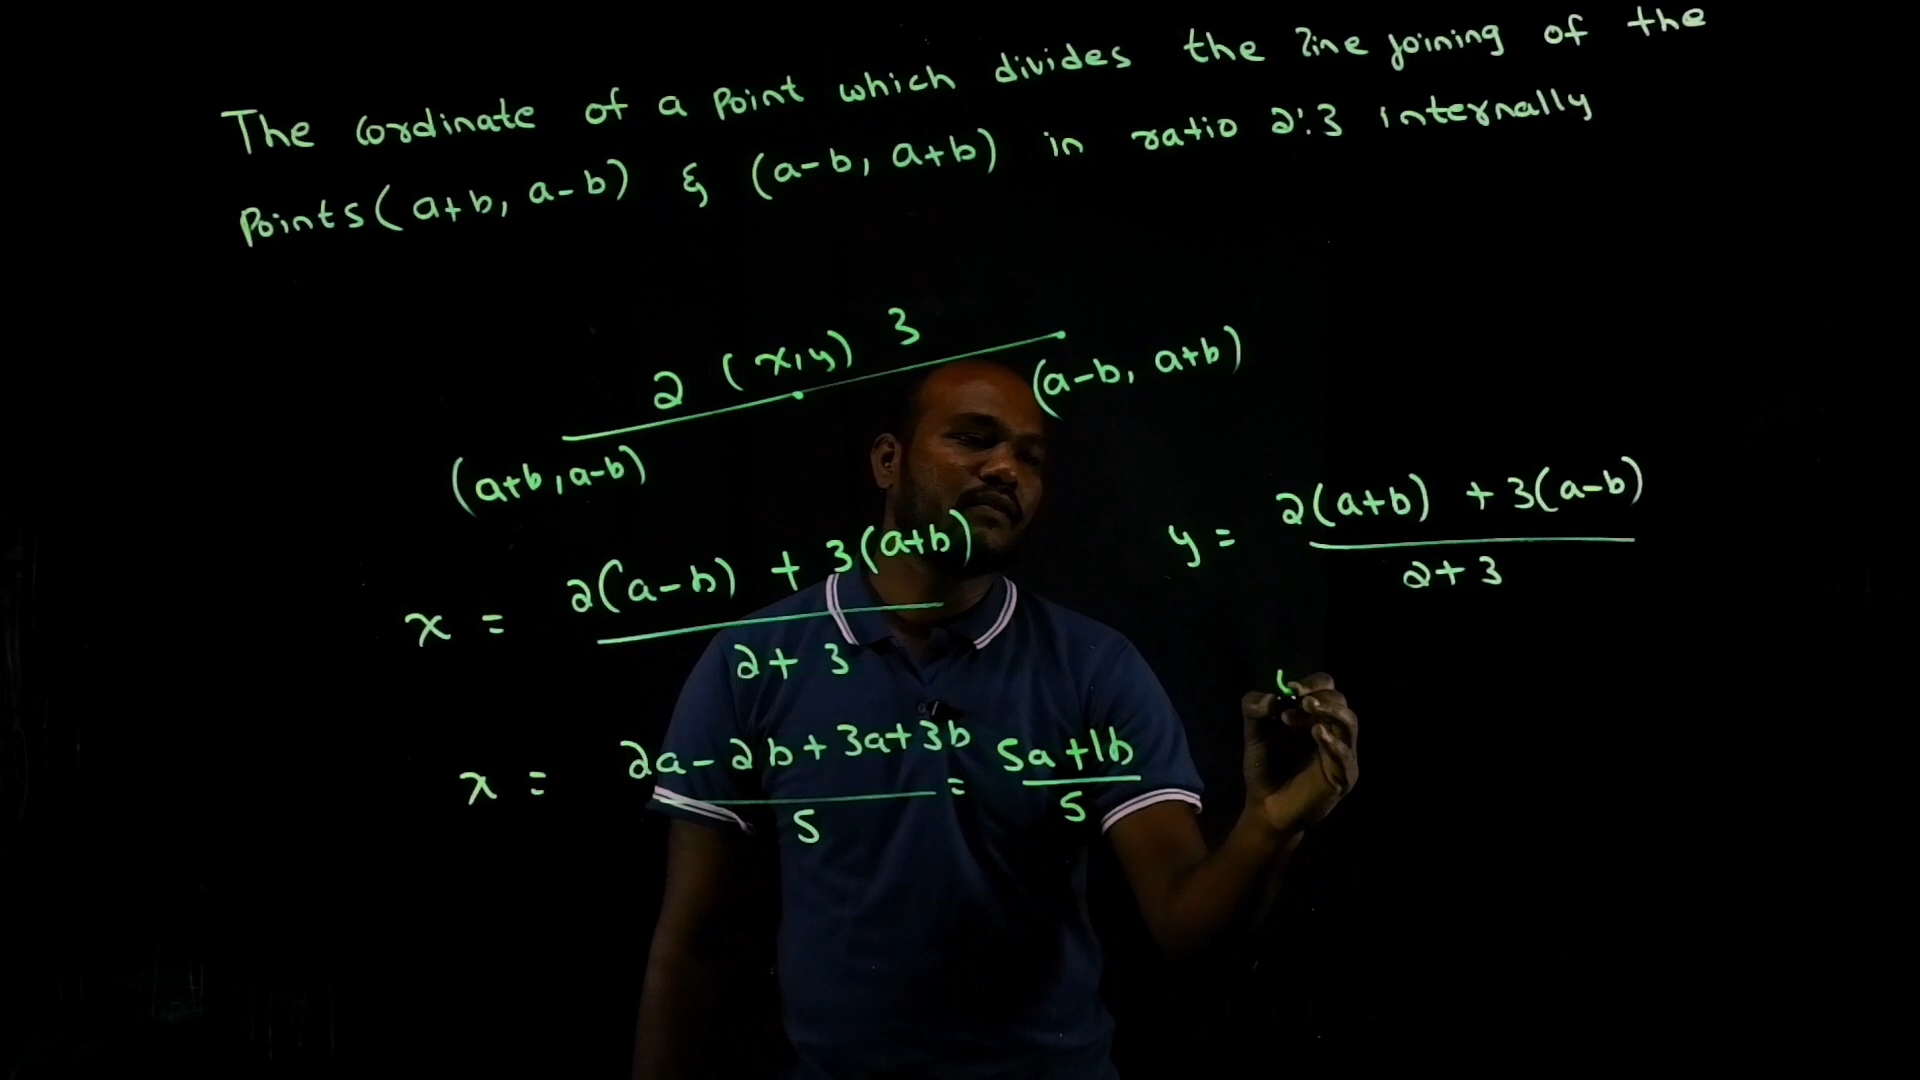 The Cordinate of a point which divides the line joining of the
Points (a+b, a-b) & (a-b, a+b) in ratio 2:3 internally
2 (x,y) 3
(a+b, a-b) (a-b, a+b)
x = 2(a-b) + 3(a+b) / 2+3
y = 2(a+b) + 3(a-b) / 2+3
x = 2a-2b+3a+3b / 5 = 5a+1b / 5